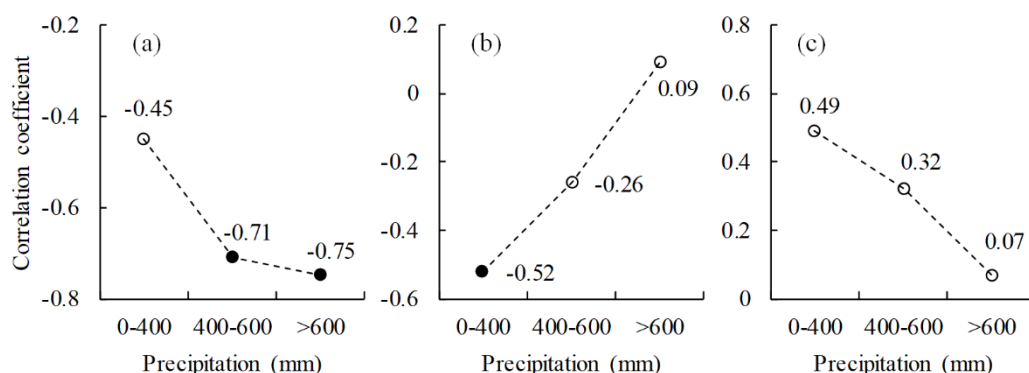 Correlation coefficient
(a)
-0.2
-0.4
-0.6
-0.8
-0.45
-0.71
-0.75
0-400 400-600 >600
Precipitation (mm)
(b)
0.2
0
-0.2
-0.4
-0.6
0.09
-0.26
-0.52
0-400 400-600 >600
Precipitation (mm)
(c)
0.8
0.6
0.4
0.2
0
0.49
0.32
0.07
0-400 400-600 >600
Precipitation (mm)